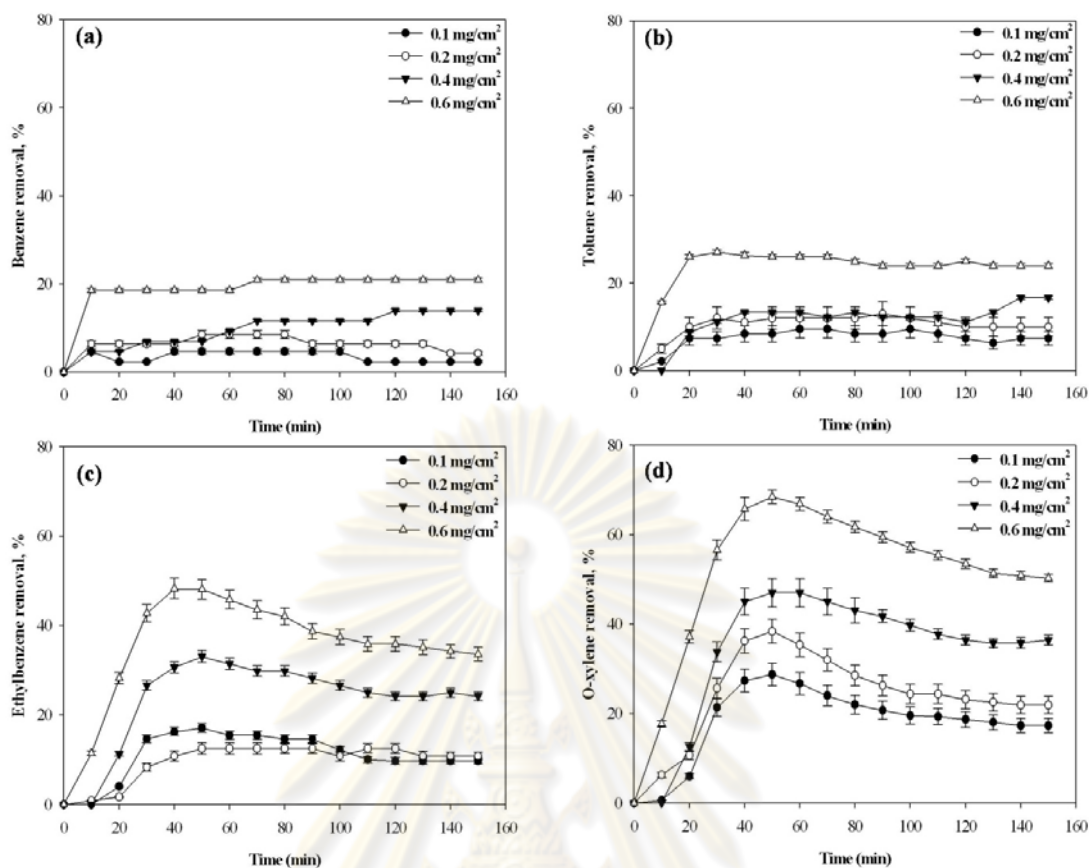 (a)
0.1 mg/cm²
0.2 mg/cm²
0.4 mg/cm²
0.6 mg/cm²
Benzene removal, %
80
60
40
20
0
0 20 40 60 80 100 120 140 160
Time (min)
(b)
0.1 mg/cm²
0.2 mg/cm²
0.4 mg/cm²
0.6 mg/cm²
Toluene removal, %
80
60
40
20
0
0 20 40 60 80 100 120 140 160
Time (min)
(c)
0.1 mg/cm²
0.2 mg/cm²
0.4 mg/cm²
0.6 mg/cm²
Ethylbenzene removal, %
80
60
40
20
0
0 20 40 60 80 100 120 140 160
Time (min)
(d)
0.1 mg/cm²
0.2 mg/cm²
0.4 mg/cm²
0.6 mg/cm²
O-xylene removal, %
80
60
40
20
0
0 20 40 60 80 100 120 140 160
Time (min)